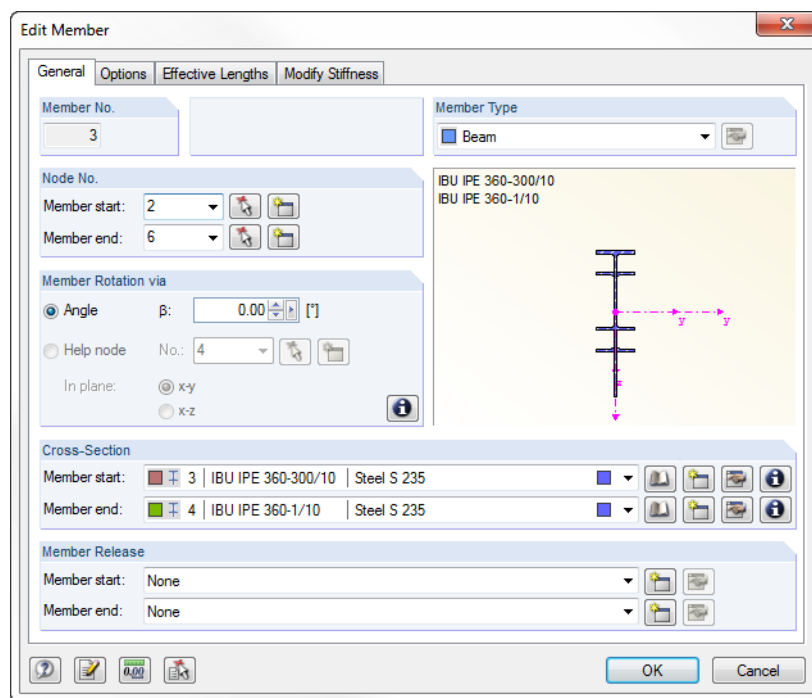 Edit Member
General Options Effective Lengths Modify Stiffness
Member No.
3
Member Type
Beam
Node No.
Member start: 2
Member end: 6
IBU IPE 360-300/10
IBU IPE 360-1/10
y y
z
Member Rotation via
Angle β: 0.00 [°]
Help node No.: 4
In plane: x-y
x-z
Cross-Section
Member start: 3 IBU IPE 360-300/10 Steel S 235
Member end: 4 IBU IPE 360-1/10 Steel S 235
Member Release
Member start: None
Member end: None
0.00 OK Cancel